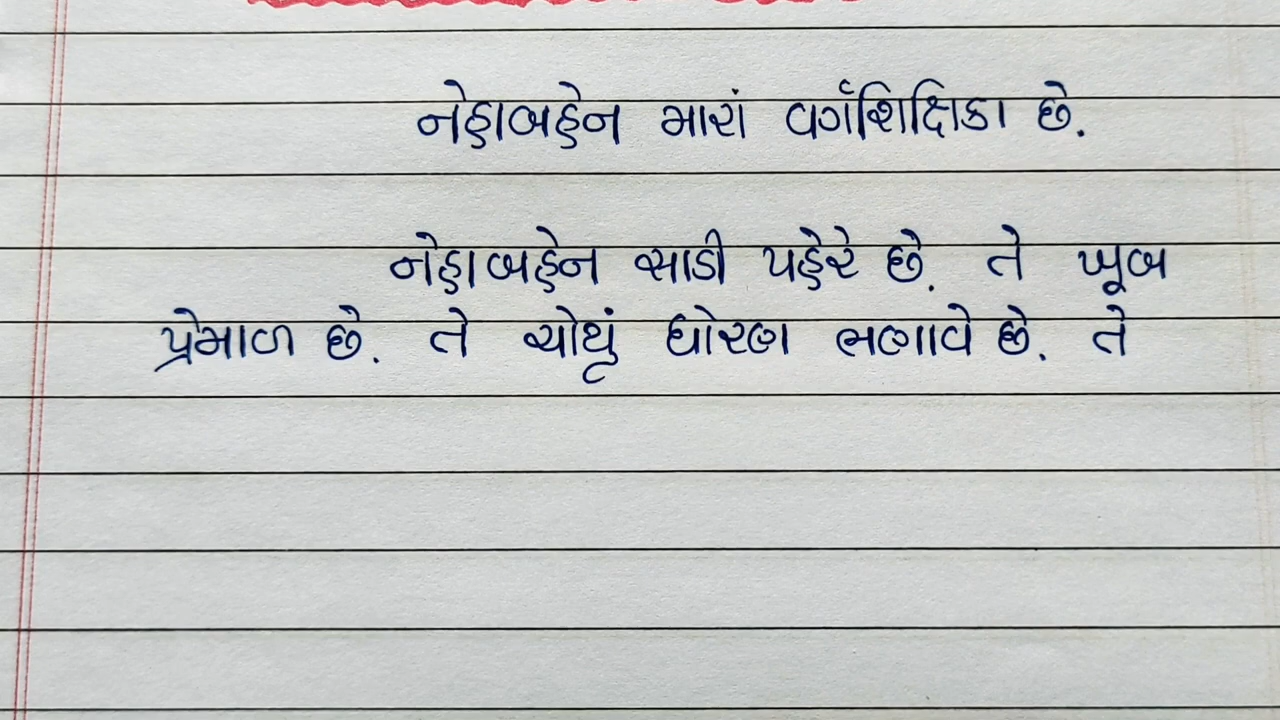 નેહાબહેન મારાં વર્ગશિક્ષિકા છે.
નેહાબહેન સાડી પહેરે છે. તે ખૂબ
પ્રેમાળ છે. તે ચોથું ધોરણ ભણાવે છે. તે